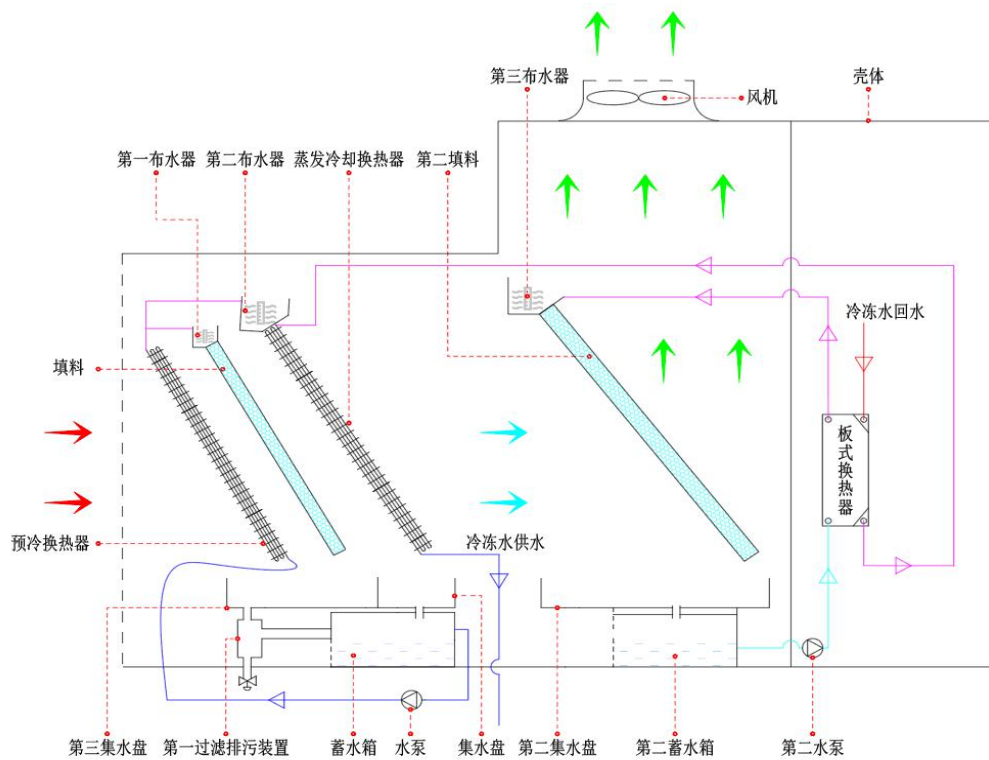 第三布水器
壳体
风机
第一布水器
第二布水器
蒸发冷却换热器
第二填料
冷冻水回水
填料
板式换热器
预冷换热器
冷冻水供水
第三集水盘
第一过滤排污装置
蓄水箱
水泵
集水盘
第二集水盘
第二蓄水箱
第二水泵